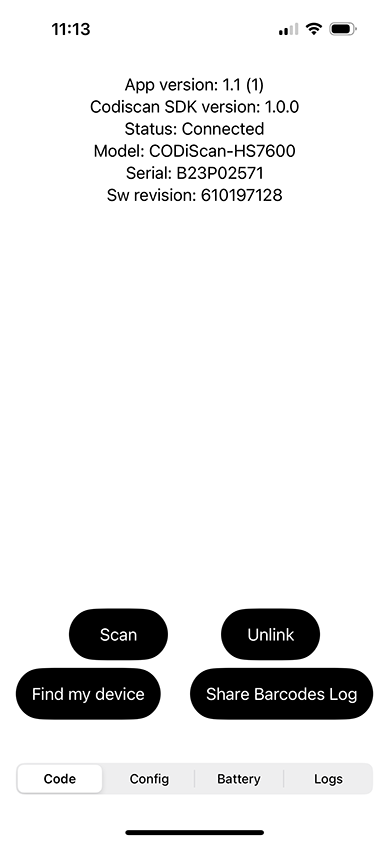 11:13
App version: 1.1 (1)
Codiscan SDK version: 1.0.0
Status: Connected
Model: CODiScan-HS7600
Serial: B23P02571
Sw revision: 610197128
Scan Unlink
Find my device Share Barcodes Log
Code Config Battery Logs